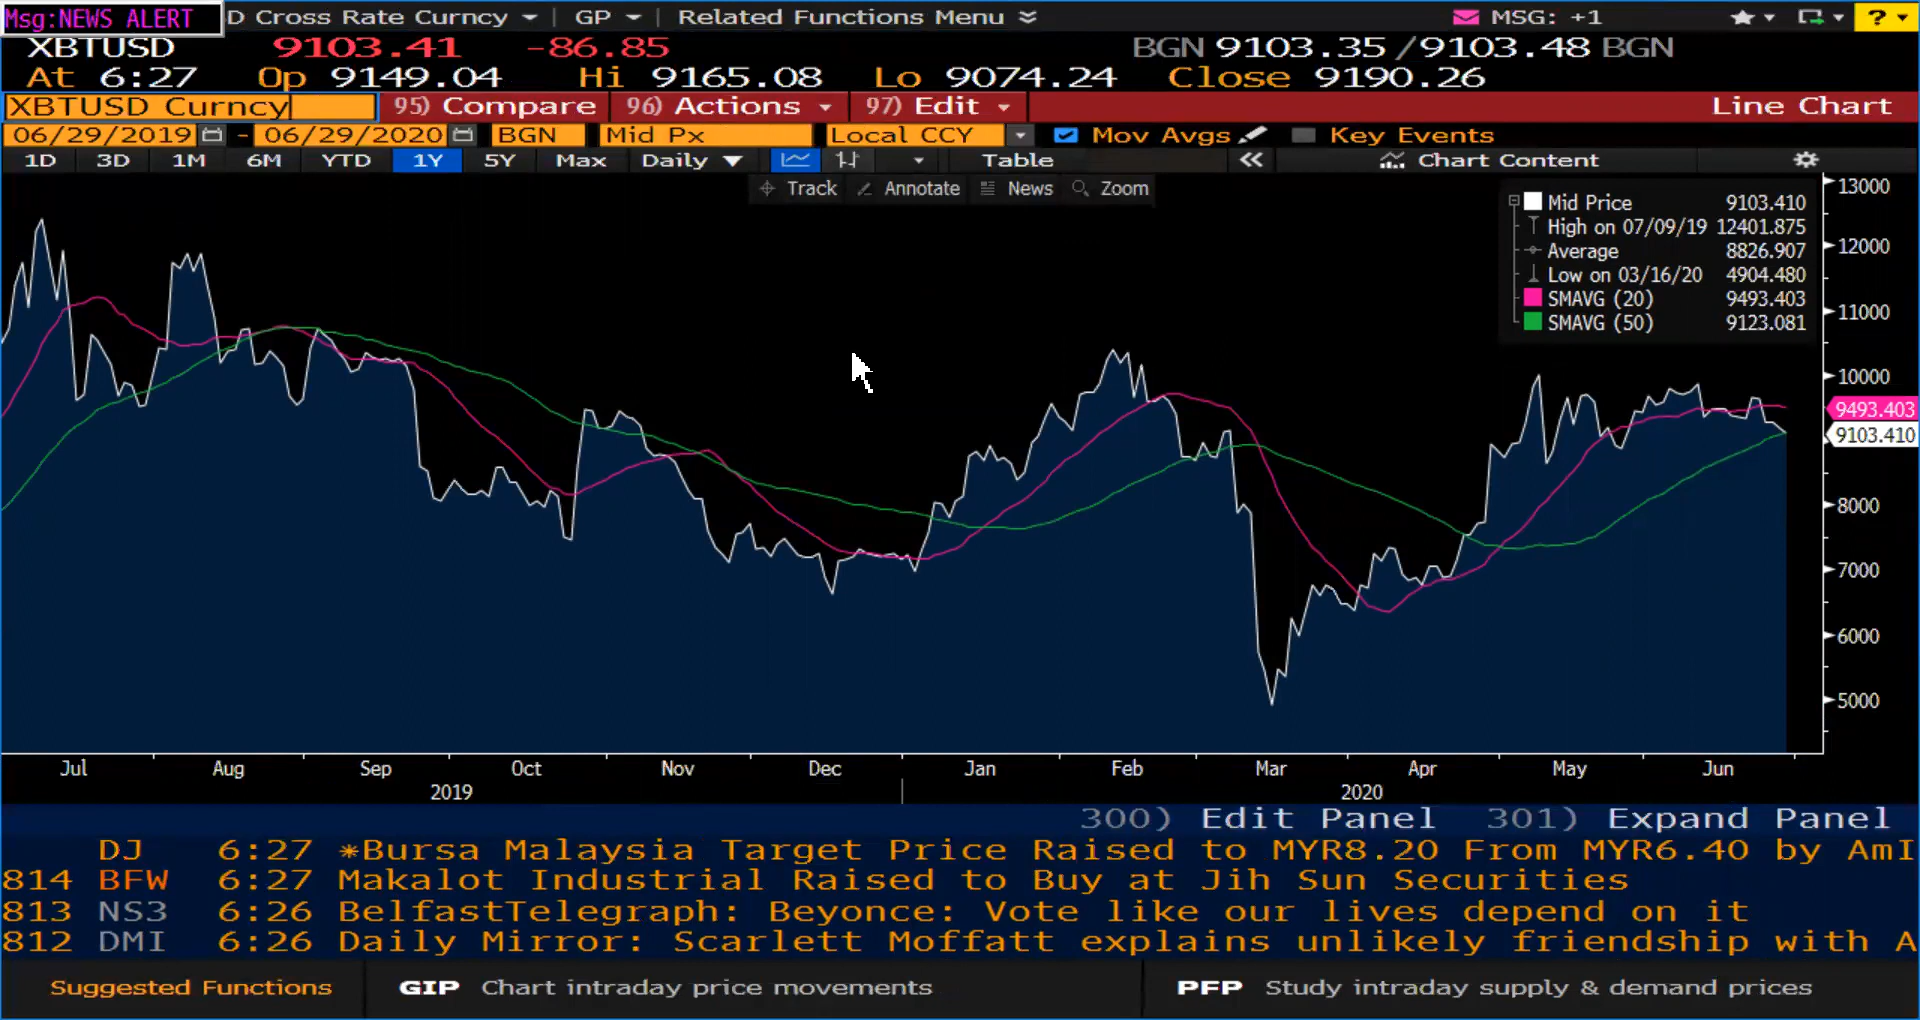 Msg:NEWS ALERT D Cross Rate Curncy GP Related Functions Menu MSG: +1 ?
XBTUSD 9103.41 -86.85 BGN 9103.35 /9103.48 BGN
At 6:27 Op 9149.04 Hi 9165.08 Lo 9074.24 Close 9190.26
XBTUSD Curncy 95) Compare 96) Actions 97) Edit Line Chart
06/29/2019 - 06/29/2020 BGN Mid Px Local CCY Mov Avgs Key Events
1D 3D 1M 6M YTD 1Y 5Y Max Daily Table Chart Content
Track Annotate News Zoom
Mid Price 9103.410
High on 07/09/19 12401.875
Average 8826.907
Low on 03/16/20 4904.480
SMAVG (20) 9493.403
SMAVG (50) 9123.081
13000
12000
11000
10000
9493.403
9103.410
8000
7000
6000
5000
Jul Aug Sep Oct Nov Dec Jan Feb Mar Apr May Jun
2019 2020
300) Edit Panel 301) Expand Panel
DJ 6:27 *Bursa Malaysia Target Price Raised to MYR8.20 From MYR6.40 by AmI
814 BFW 6:27 Makalot Industrial Raised to Buy at Jih Sun Securities
813 NS3 6:26 BelfastTelegraph: Beyonce: Vote like our lives depend on it
812 DMI 6:26 Daily Mirror: Scarlett Moffatt explains unlikely friendship with A
Suggested Functions GIP Chart intraday price movements PFP Study intraday supply & demand prices